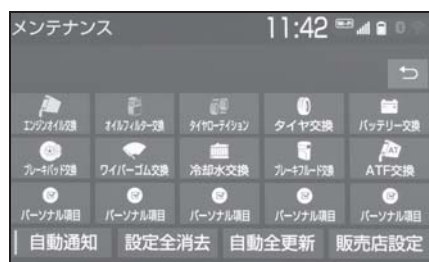 メンテナンス 11:42
エンジンオイル交換 オイルフィルター交換 タイヤローテイション タイヤ交換 バッテリー交換
ブレーキパッド交換 ワイパーゴム交換 冷却水交換 ブレーキフルード交換 ATF交換
パーソナル項目 パーソナル項目 パーソナル項目 パーソナル項目 パーソナル項目
自動通知 設定全消去 自動全更新 販売店設定